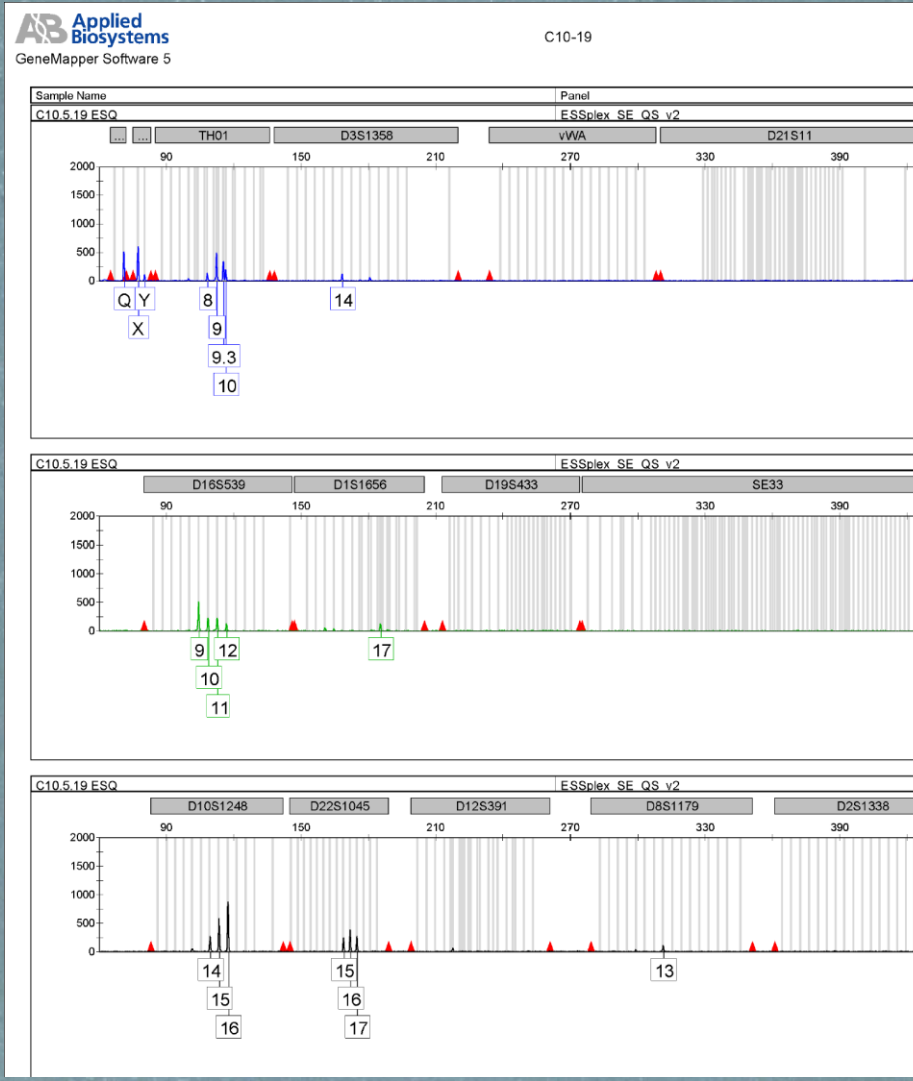 AB Applied
Biosystems
GeneMapper Software 5
C10-19
Sample Name Panel
C10.5.19 ESQ ESSplex SE QS v2
... ... TH01 D3S1358 vWA D21S11
90 150 210 270 330 390
2000
1500
1000
500
0
Q Y 8 14
X 9
9.3
10
C10.5.19 ESQ ESSplex SE QS v2
D16S539 D1S1656 D19S433 SE33
90 150 210 270 330 390
2000
1500
1000
500
0
9 12 17
10
11
C10.5.19 ESQ ESSplex SE QS v2
D10S1248 D22S1045 D12S391 D8S1179 D2S1338
90 150 210 270 330 390
2000
1500
1000
500
0
14 15 13
15 16
16 17